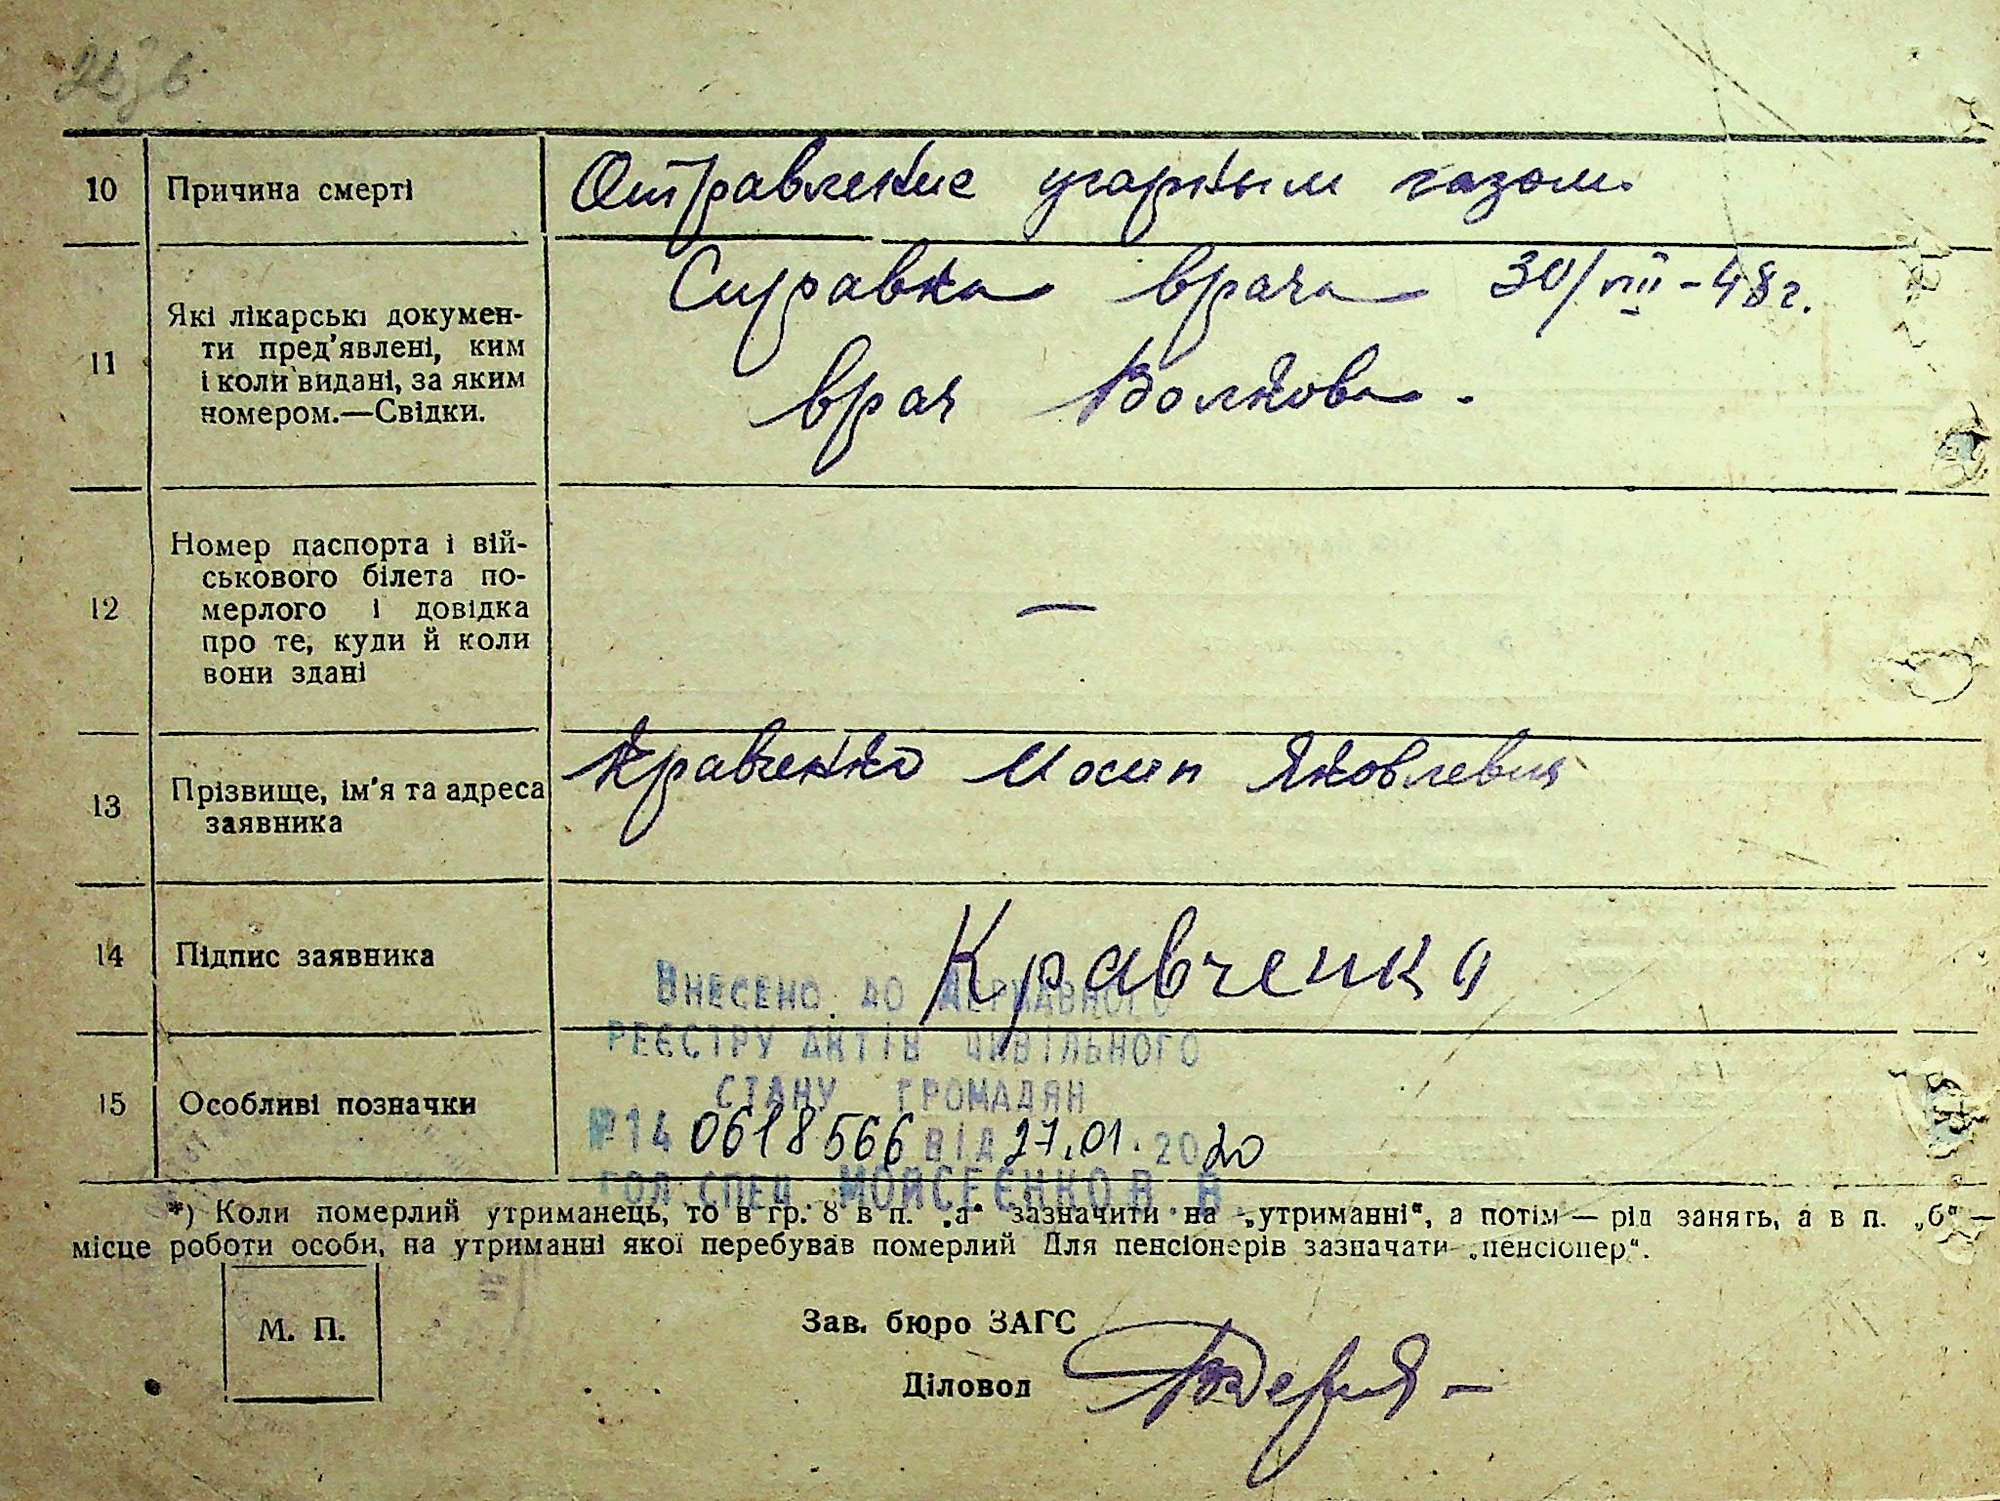 10 Причина смерті Отравление угарным газом.
11 Які лікарські докумен-
ти пред'явлені, ким
і коли видані, за яким
номером.—Свідки.
Справка врача 30/VIII-48г.
врач Волкова.
12 Номер паспорта і вій-
ськового білета по-
мерлого і довідка
про те, куди й коли
вони здані
—
13 Прізвище, ім'я та адреса
заявника
Кравченко Иосип Яковлевич
14 Підпис заявника Кравченко
15 Особливі позначки
Внесено до Державного
реєстру актів цивільного
стану громадян
№14 0618566 від 27.01.2020
гол.спец. Мойсеєнко В.В.
*) Коли померлий утриманець, то в гр. 8 в п. „а“ зазначити на „утриманні“, а потім — рід занять, а в п. „б“ —
місце роботи особи, на утриманні якої перебував померлий Для пенсіонерів зазначати „пенсіонер“.
М. П.
Зав. бюро ЗАГС
Діловод